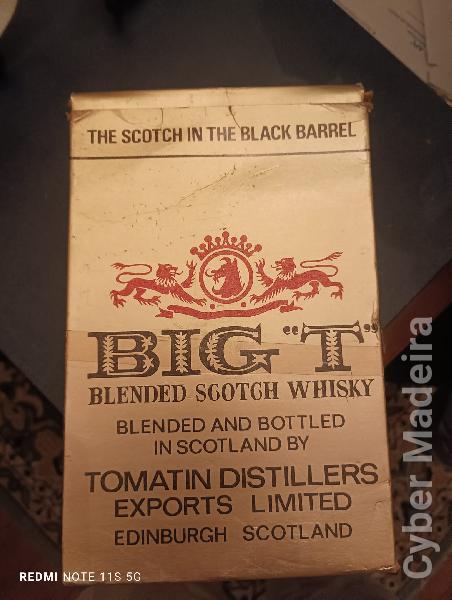 THE SCOTCH IN THE BLACK BARREL
BIG "T"
BLENDED SCOTCH WHISKY
BLENDED AND BOTTLED
IN SCOTLAND BY
TOMATIN DISTILLERS
EXPORTS LIMITED
EDINBURGH SCOTLAND
REDMI NOTE 11S 5G
Cyber Madeira